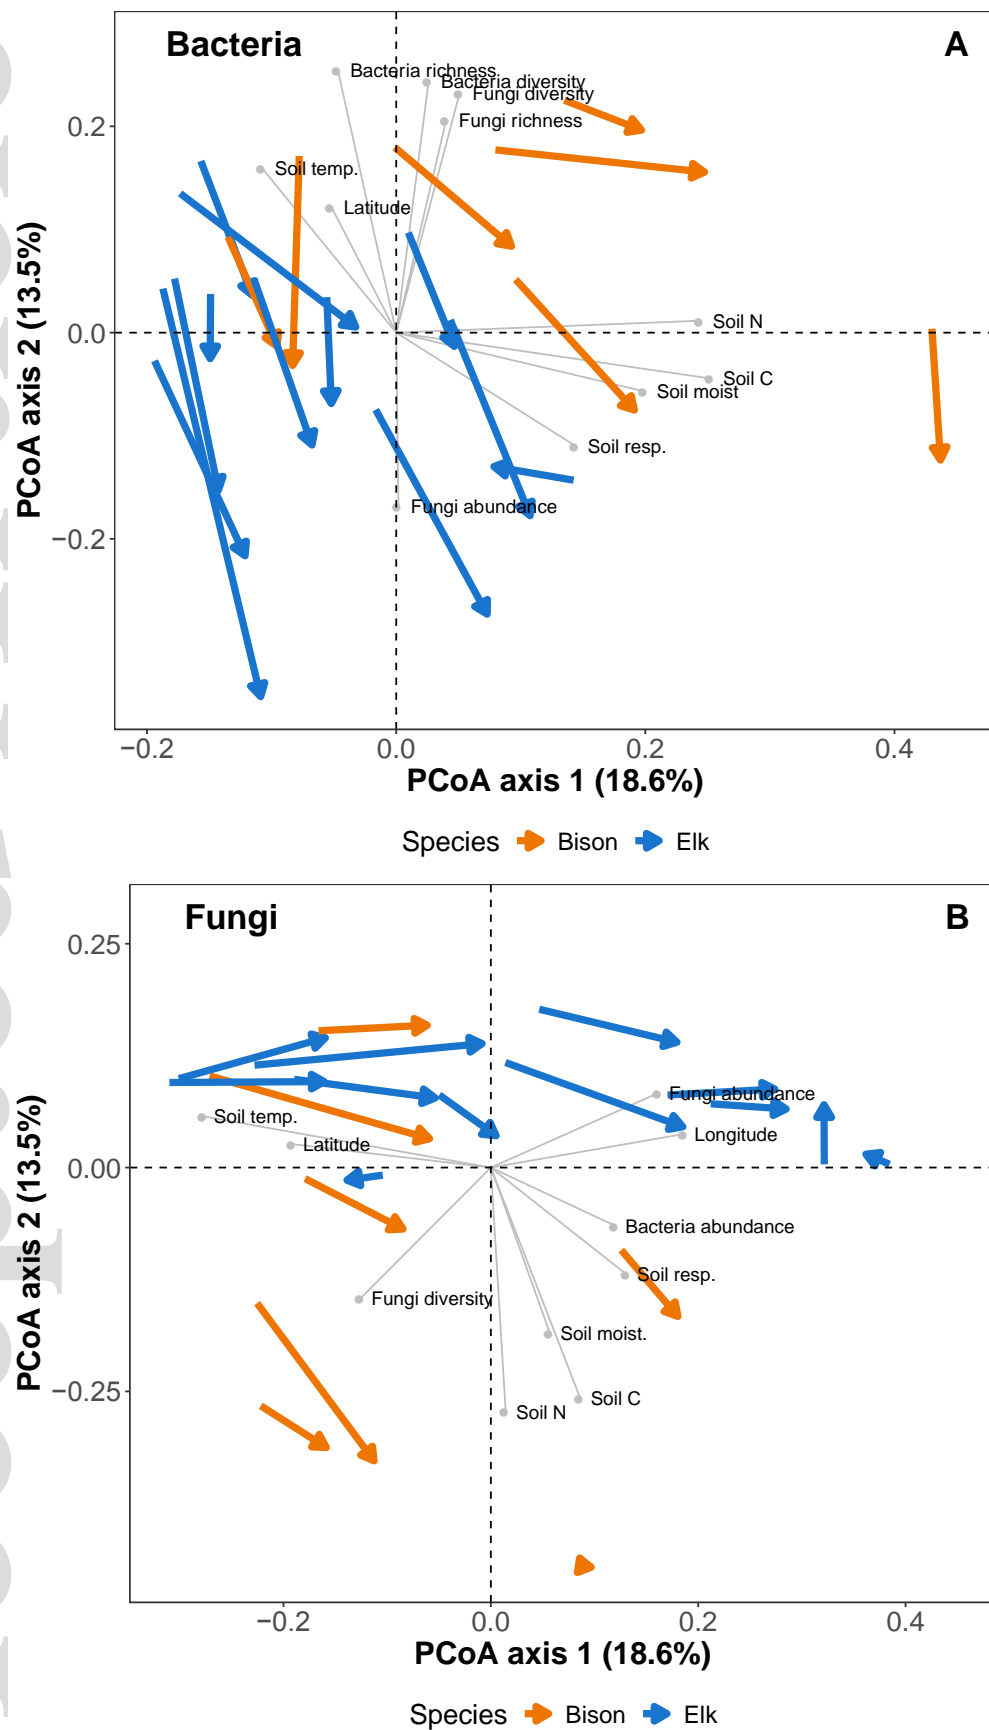 Bacteria A
Bacteria richness
Bacteria diversity
Fungi diversity
Fungi richness
0.2
Soil temp.
Latitude
PCoA axis 2 (13.5%)
0.0
Soil N
Soil C
Soil moist
Soil resp.
Fungi abundance
−0.2
−0.2 0.0 0.2 0.4
PCoA axis 1 (18.6%)
Species Bison Elk
Fungi B
0.25
Fungi abundance
Soil temp.
Longitude
Latitude
PCoA axis 2 (13.5%)
0.00
Bacteria abundance
Soil resp.
Fungi diversity
Soil moist.
−0.25
Soil C
Soil N
−0.2 0.0 0.2 0.4
PCoA axis 1 (18.6%)
Species Bison Elk